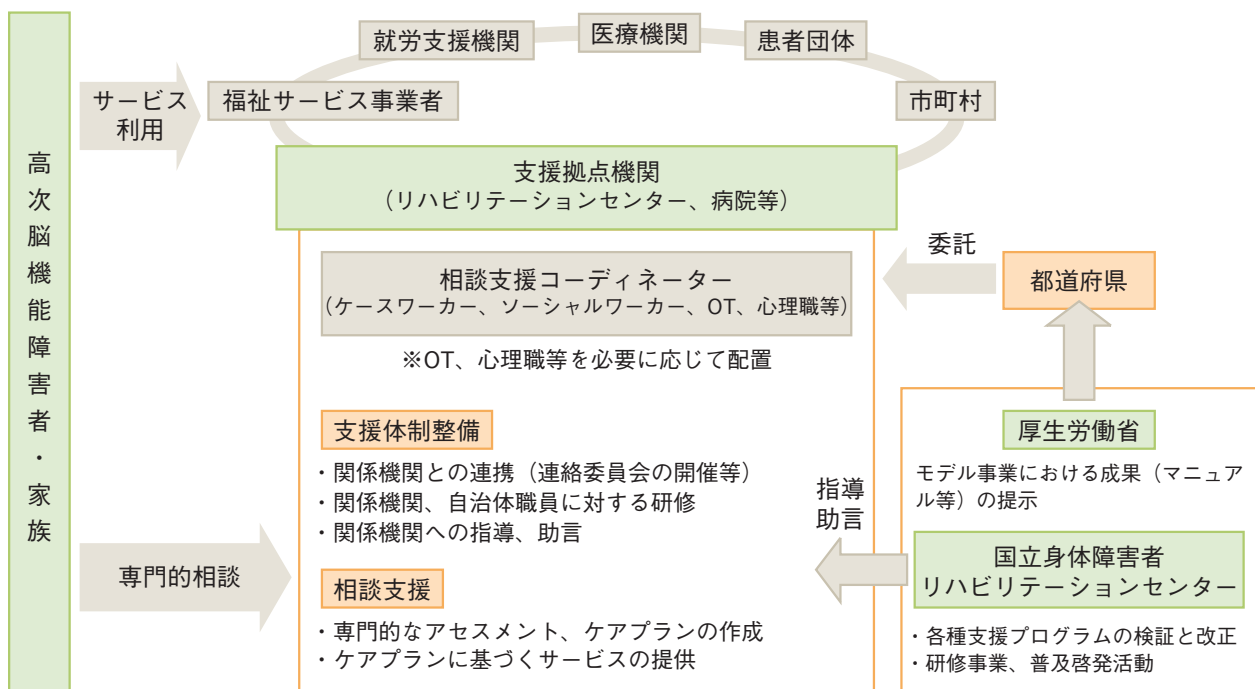 高次脳機能障害者・家族
サービス
利用
就労支援機関
医療機関
患者団体
福祉サービス事業者
市町村
支援拠点機関
（リハビリテーションセンター、病院等）
相談支援コーディネーター
（ケースワーカー、ソーシャルワーカー、OT、心理職等）
※OT、心理職等を必要に応じて配置
委託
都道府県
支援体制整備
・関係機関との連携（連絡委員会の開催等）
・関係機関、自治体職員に対する研修
・関係機関への指導、助言
専門的相談
相談支援
・専門的なアセスメント、ケアプランの作成
・ケアプランに基づくサービスの提供
指導
助言
厚生労働省
モデル事業における成果（マニュア
ル等）の提示
国立身体障害者
リハビリテーションセンター
・各種支援プログラムの検証と改正
・研修事業、普及啓発活動